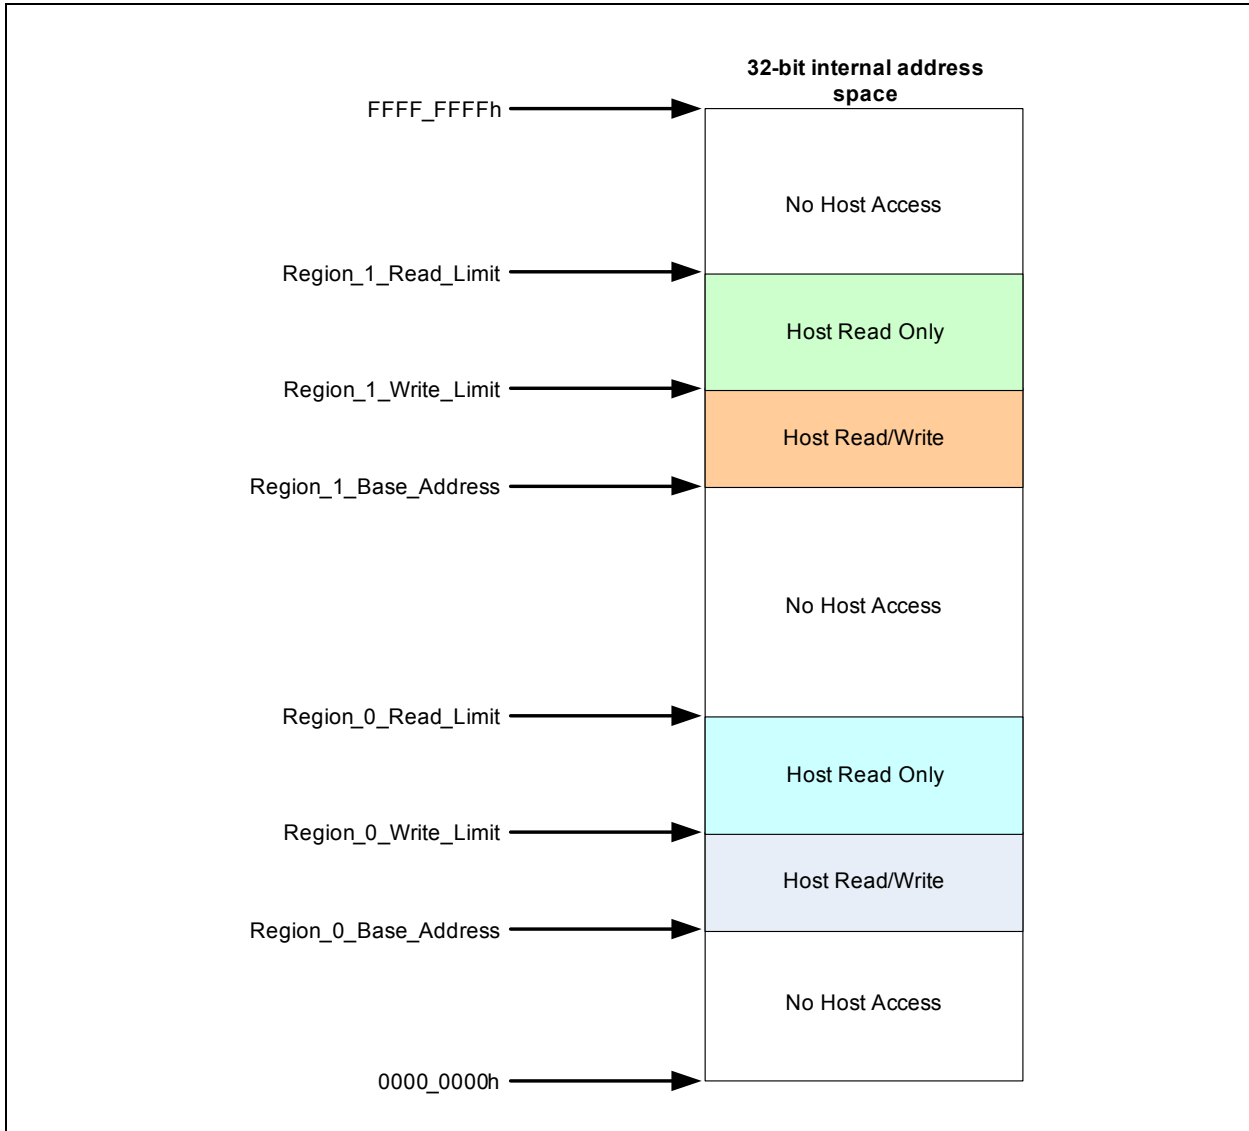 32-bit internal address
space
FFFF_FFFFh
No Host Access
Region_1_Read_Limit
Host Read Only
Region_1_Write_Limit
Host Read/Write
Region_1_Base_Address
No Host Access
Region_0_Read_Limit
Host Read Only
Region_0_Write_Limit
Host Read/Write
Region_0_Base_Address
No Host Access
0000_0000h